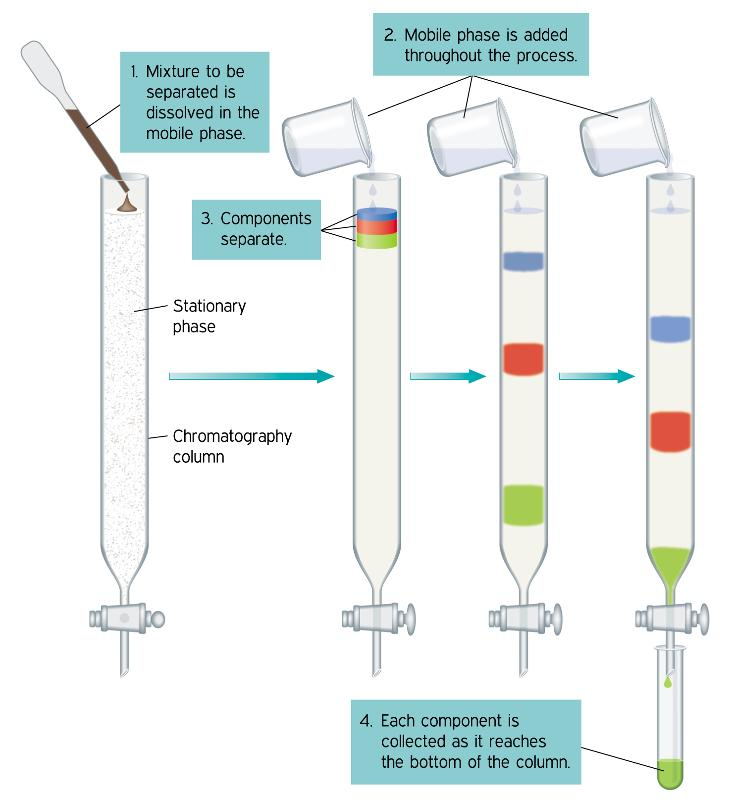 1. Mixture to be
separated is
dissolved in the
mobile phase.
2. Mobile phase is added
throughout the process.
3. Components
separate.
Stationary
phase
Chromatography
column
4. Each component is
collected as it reaches
the bottom of the column.